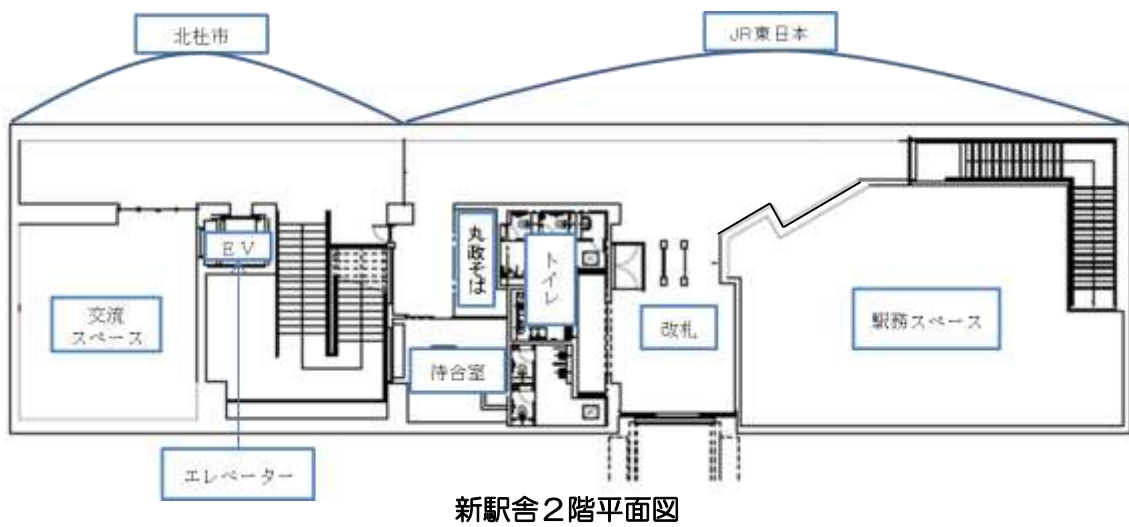 北杜市
JR東日本
EV
丸政そば
トイレ
交流
スペース
改札
駅務スペース
待合室
エレベーター
新駅舎2階平面図